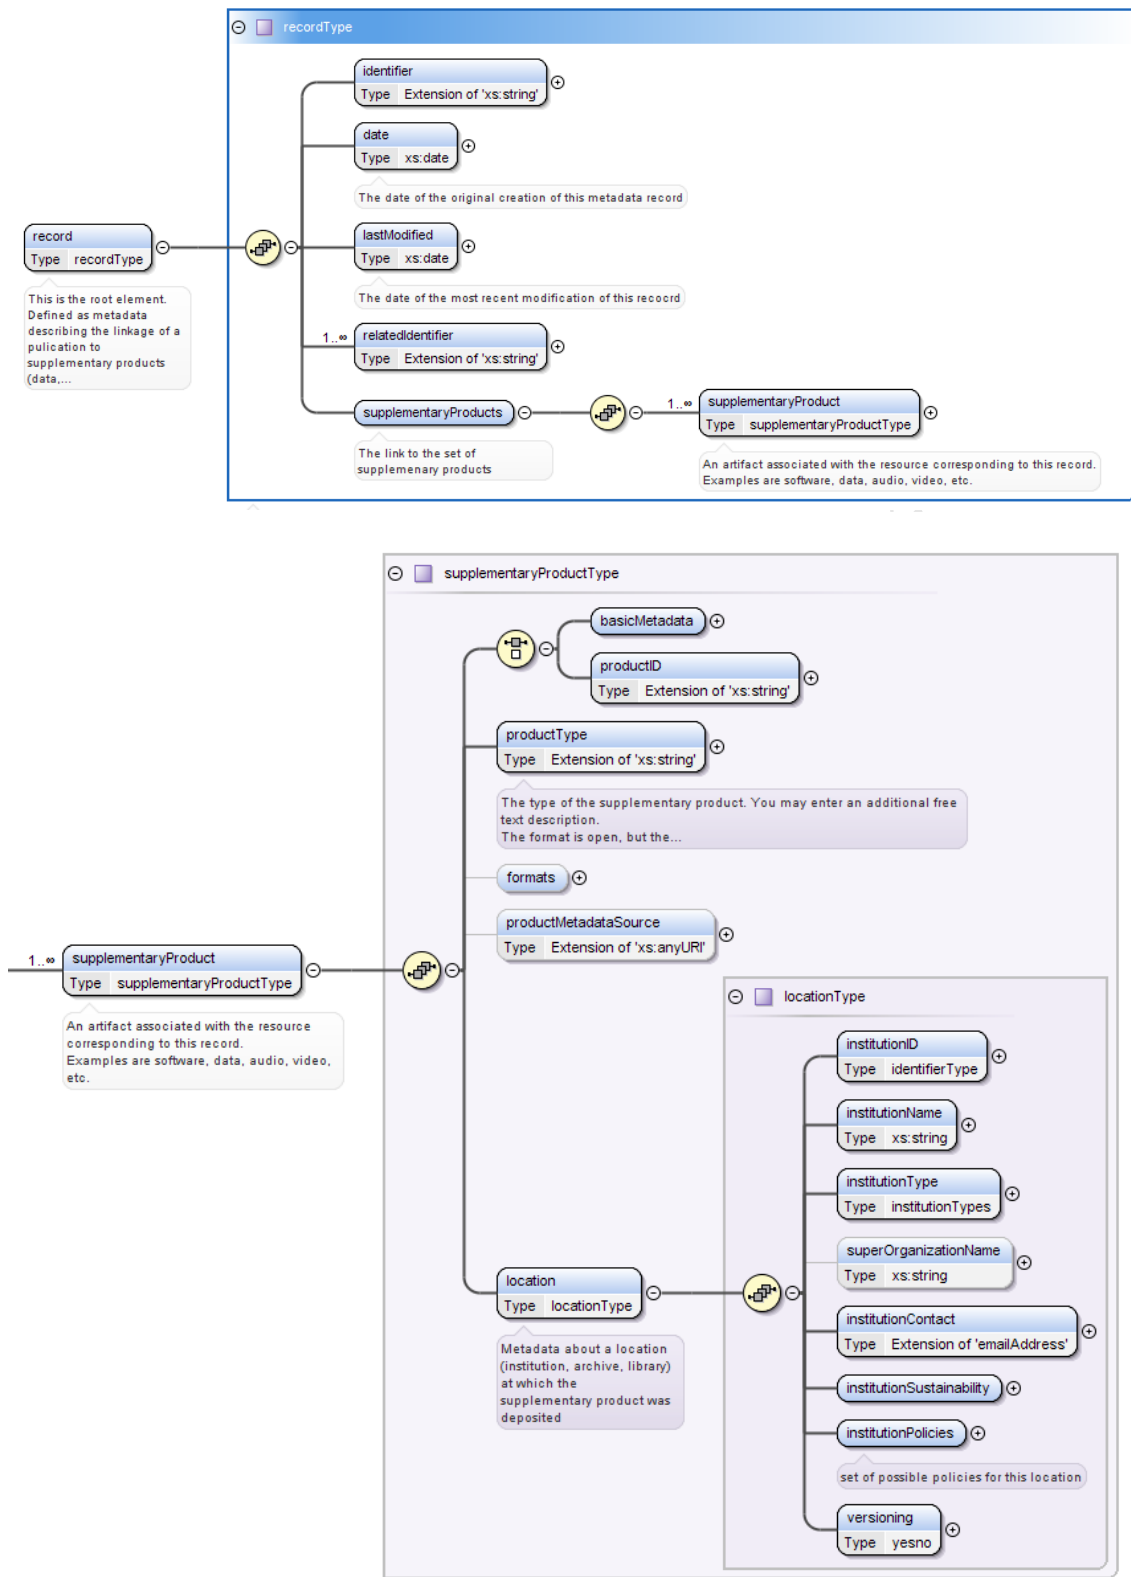 recordType
identifier
Type Extension of 'xs:string'
date
Type xs:date
The date of the original creation of this metadata record
record
Type recordType
This is the root element.
Defined as metadata
describing the linkage of a
pulication to
supplementary products
(data,...
lastModified
Type xs:date
The date of the most recent modification of this recocrd
1..∞
relatedIdentifier
Type Extension of 'xs:string'
supplementaryProducts
The link to the set of
supplemenary products
1..∞
supplementaryProduct
Type supplementaryProductType
An artifact associated with the resource corresponding to this record.
Examples are software, data, audio, video, etc.
supplementaryProductType
basicMetadata
productID
Type Extension of 'xs:string'
productType
Type Extension of 'xs:string'
The type of the supplementary product. You may enter an additional free
text description.
The format is open, but the...
formats
productMetadataSource
Type Extension of 'xs:anyURI'
1..∞
supplementaryProduct
Type supplementaryProductType
An artifact associated with the resource
corresponding to this record.
Examples are software, data, audio, video,
etc.
locationType
institutionID
Type identifierType
institutionName
Type xs:string
institutionType
Type institutionTypes
superOrganizationName
Type xs:string
location
Type locationType
Metadata about a location
(institution, archive, library)
at which the
supplementary product was
deposited
institutionContact
Type Extension of 'emailAddress'
institutionSustainability
institutionPolicies
set of possible policies for this location
versioning
Type yesno